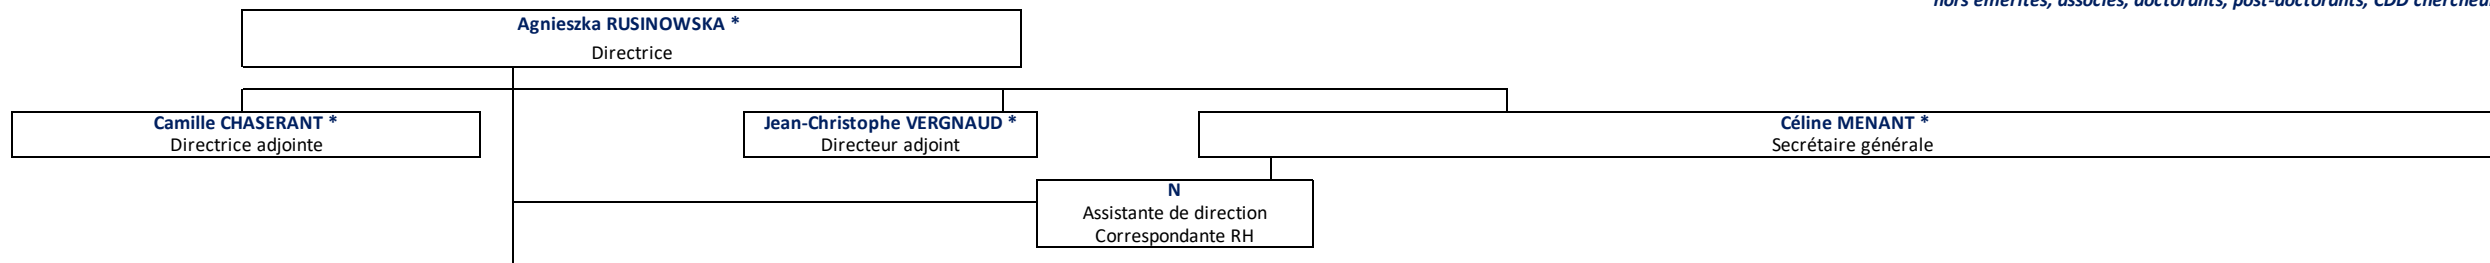 hors émérites, associés, doctorants, post-doctorants, CDD
Agnieszka RUSINOWSKA *
Directrice
Camille CHASERANT *
Directrice adjointe
Jean-Christophe VERGNAUD *
Directeur adjoint
Céline MENANT *
Secrétaire générale
N
Assistante de direction
Correspondante RH